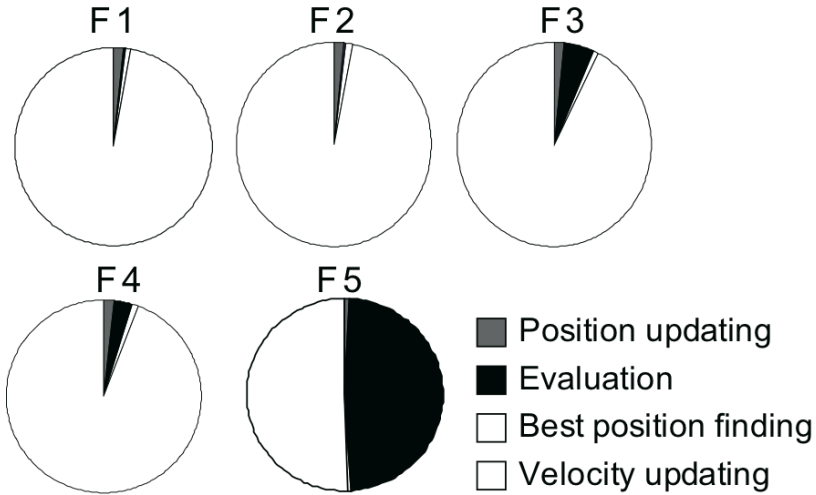 F1
F2
F3
F4
F5
Position updating
Evaluation
Best position finding
Velocity updating